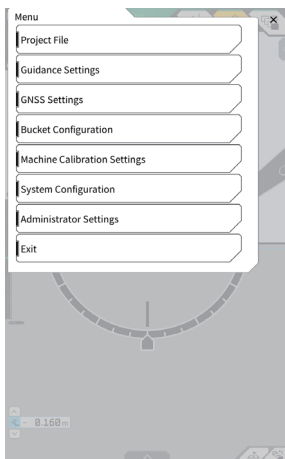 Menu
Project File
Guidance Settings
GNSS Settings
Bucket Configuration
Machine Calibration Settings
System Configuration
Administrator Settings
Exit
- 0.160 m